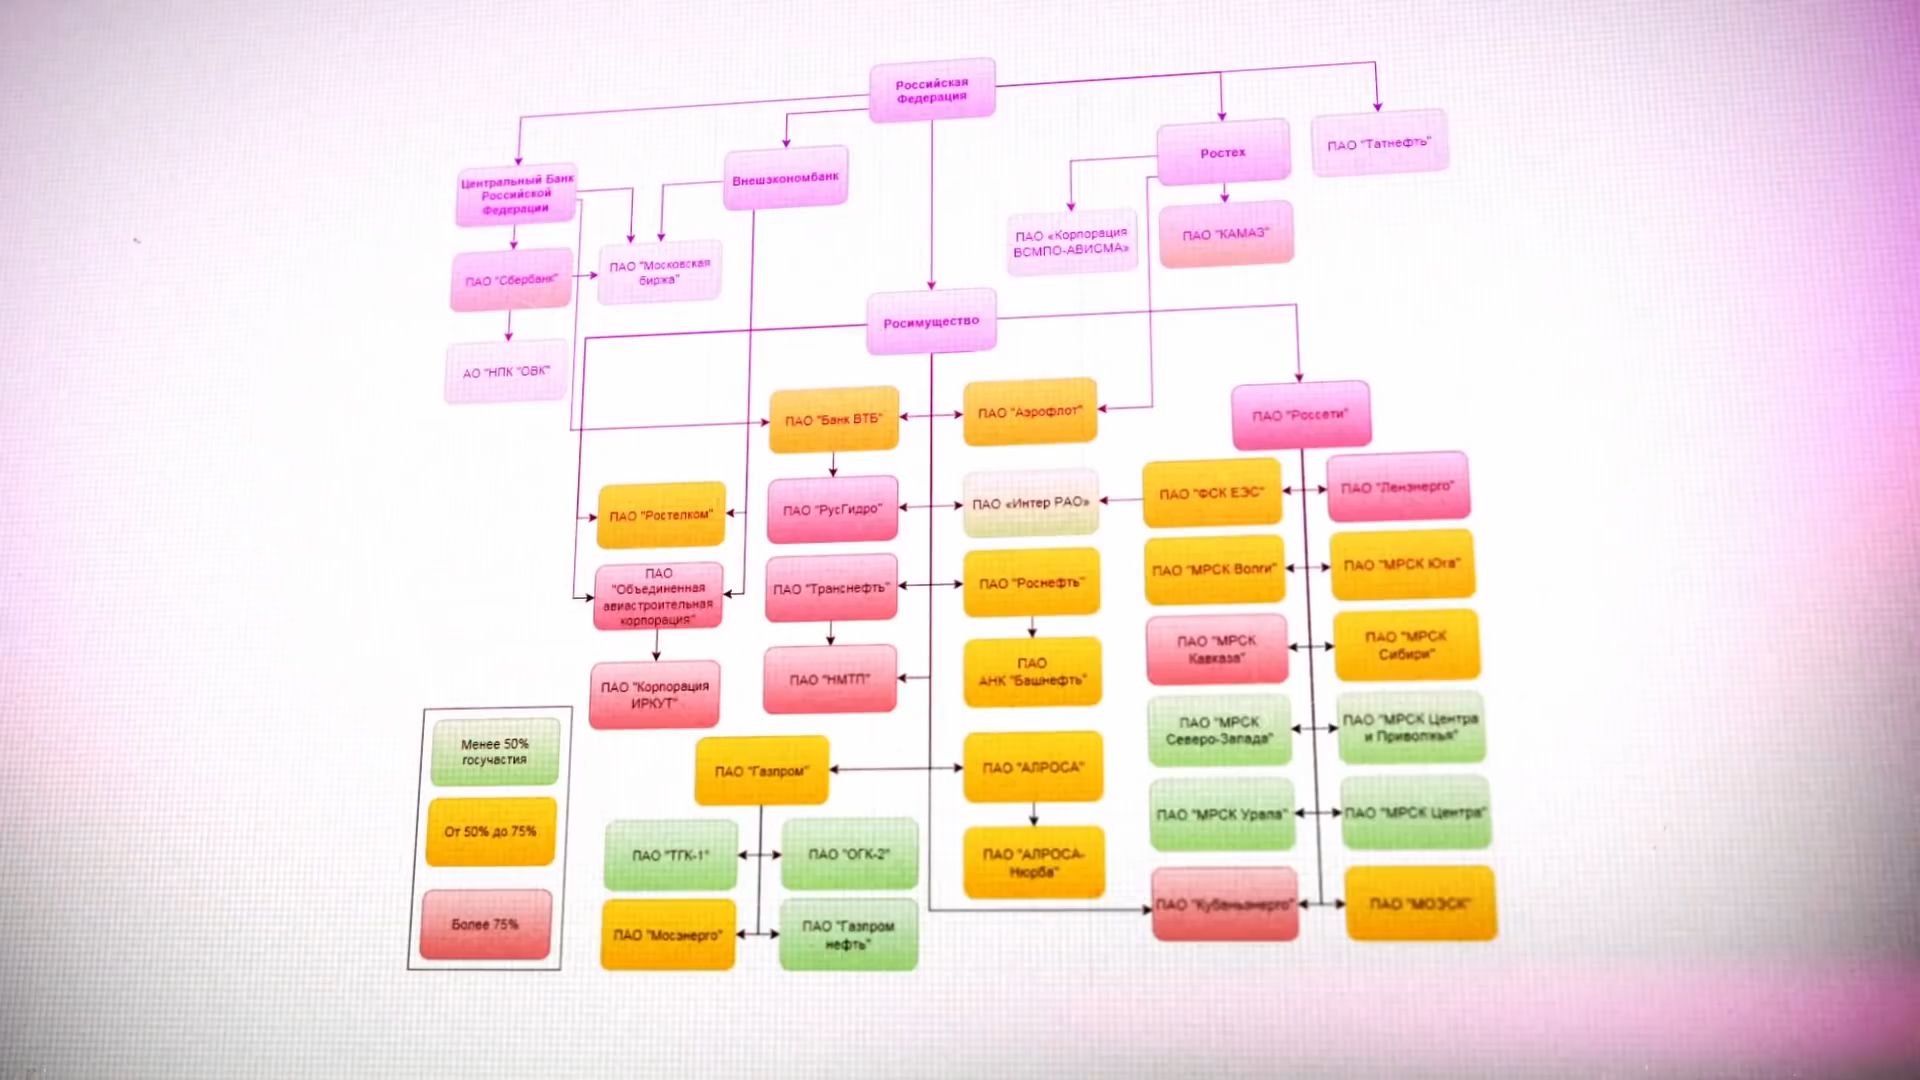 Российская
Федерация
Центральный Банк
Российской
Федерации
Внешэкономбанк
Ростех
ПАО "Татнефть"
ПАО "Сбербанк"
ПАО "Московская
биржа"
ПАО «Корпорация
ВСМПО-АВИСМА»
ПАО "КАМАЗ"
АО "НПК "ОВК"
Росимущество
ПАО "Банк ВТБ"
ПАО "Аэрофлот"
ПАО "Россети"
ПАО "Ростелком"
ПАО "РусГидро"
ПАО «Интер РАО»
ПАО "ФСК ЕЭС"
ПАО "Ленэнерго"
ПАО
"Объединенная
авиастроительная
корпорация"
ПАО "Транснефть"
ПАО "Роснефть"
ПАО "МРСК Волги"
ПАО "МРСК Юга"
ПАО "Корпорация
ИРКУТ"
ПАО "НМТП"
ПАО
АНК "Башнефть"
ПАО "МРСК
Кавказа"
ПАО "МРСК
Сибири"
ПАО "МРСК
Северо-Запада"
ПАО "МРСК Центра
и Приволжья"
ПАО "Газпром"
ПАО "АЛРОСА"
ПАО "МРСК Урала"
ПАО "МРСК Центра"
ПАО "ТГК-1"
ПАО "ОГК-2"
ПАО "АЛРОСА-
Нюрба"
ПАО "Кубаньэнерго"
ПАО "МОЭСК"
ПАО "Мосэнерго"
ПАО "Газпром
нефть"
Менее 50%
госучастия
От 50% до 75%
Более 75%